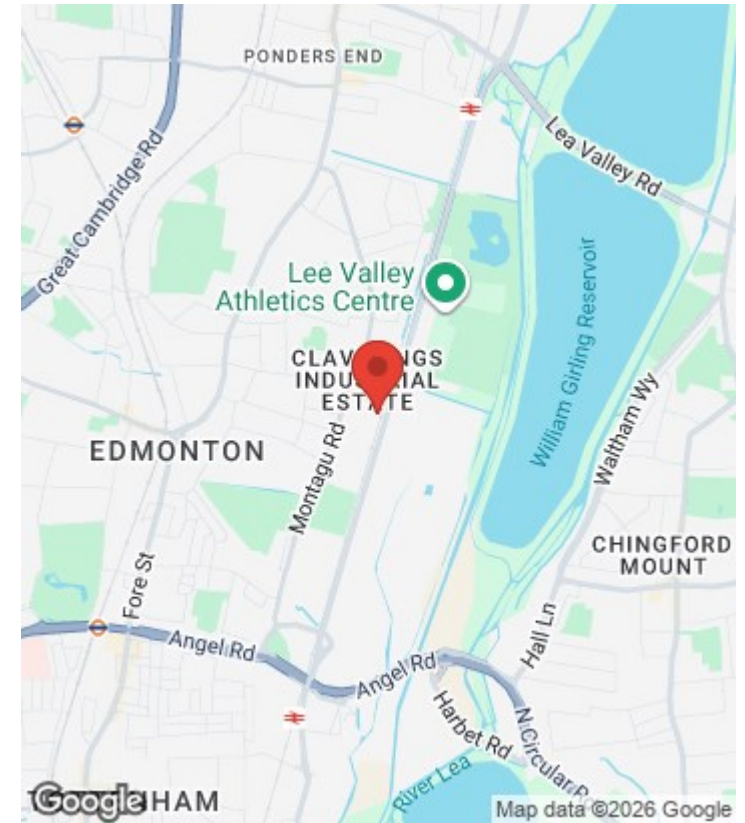 PONDERS END
Great Cambridge Rd
Lea Valley Rd
Lee Valley
Athletics Centre
William Girling Reservoir
INDUSTRIAL
ESTATE
EDMONTON
Montagu Rd
Waltham Wy
CHINGFORD
MOUNT
Fore St
Angel Rd
Angel Rd
Hall Ln
Harbet Rd
N Circular
River Lea
Google
Map data ©2026 Google